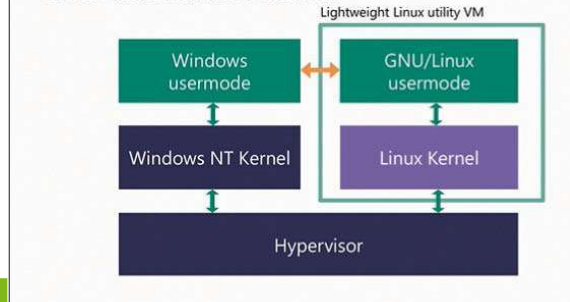 Lightweight Linux utility VM
Windows
usermode
GNU/Linux
usermode
Windows NT Kernel
Linux Kernel
Hypervisor